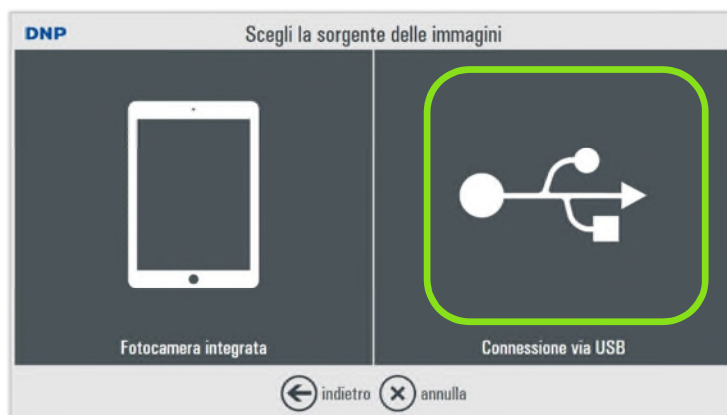 DNP
Scegli la sorgente delle immagini
Fotocamera integrata
Connessione via USB
indietro
annulla